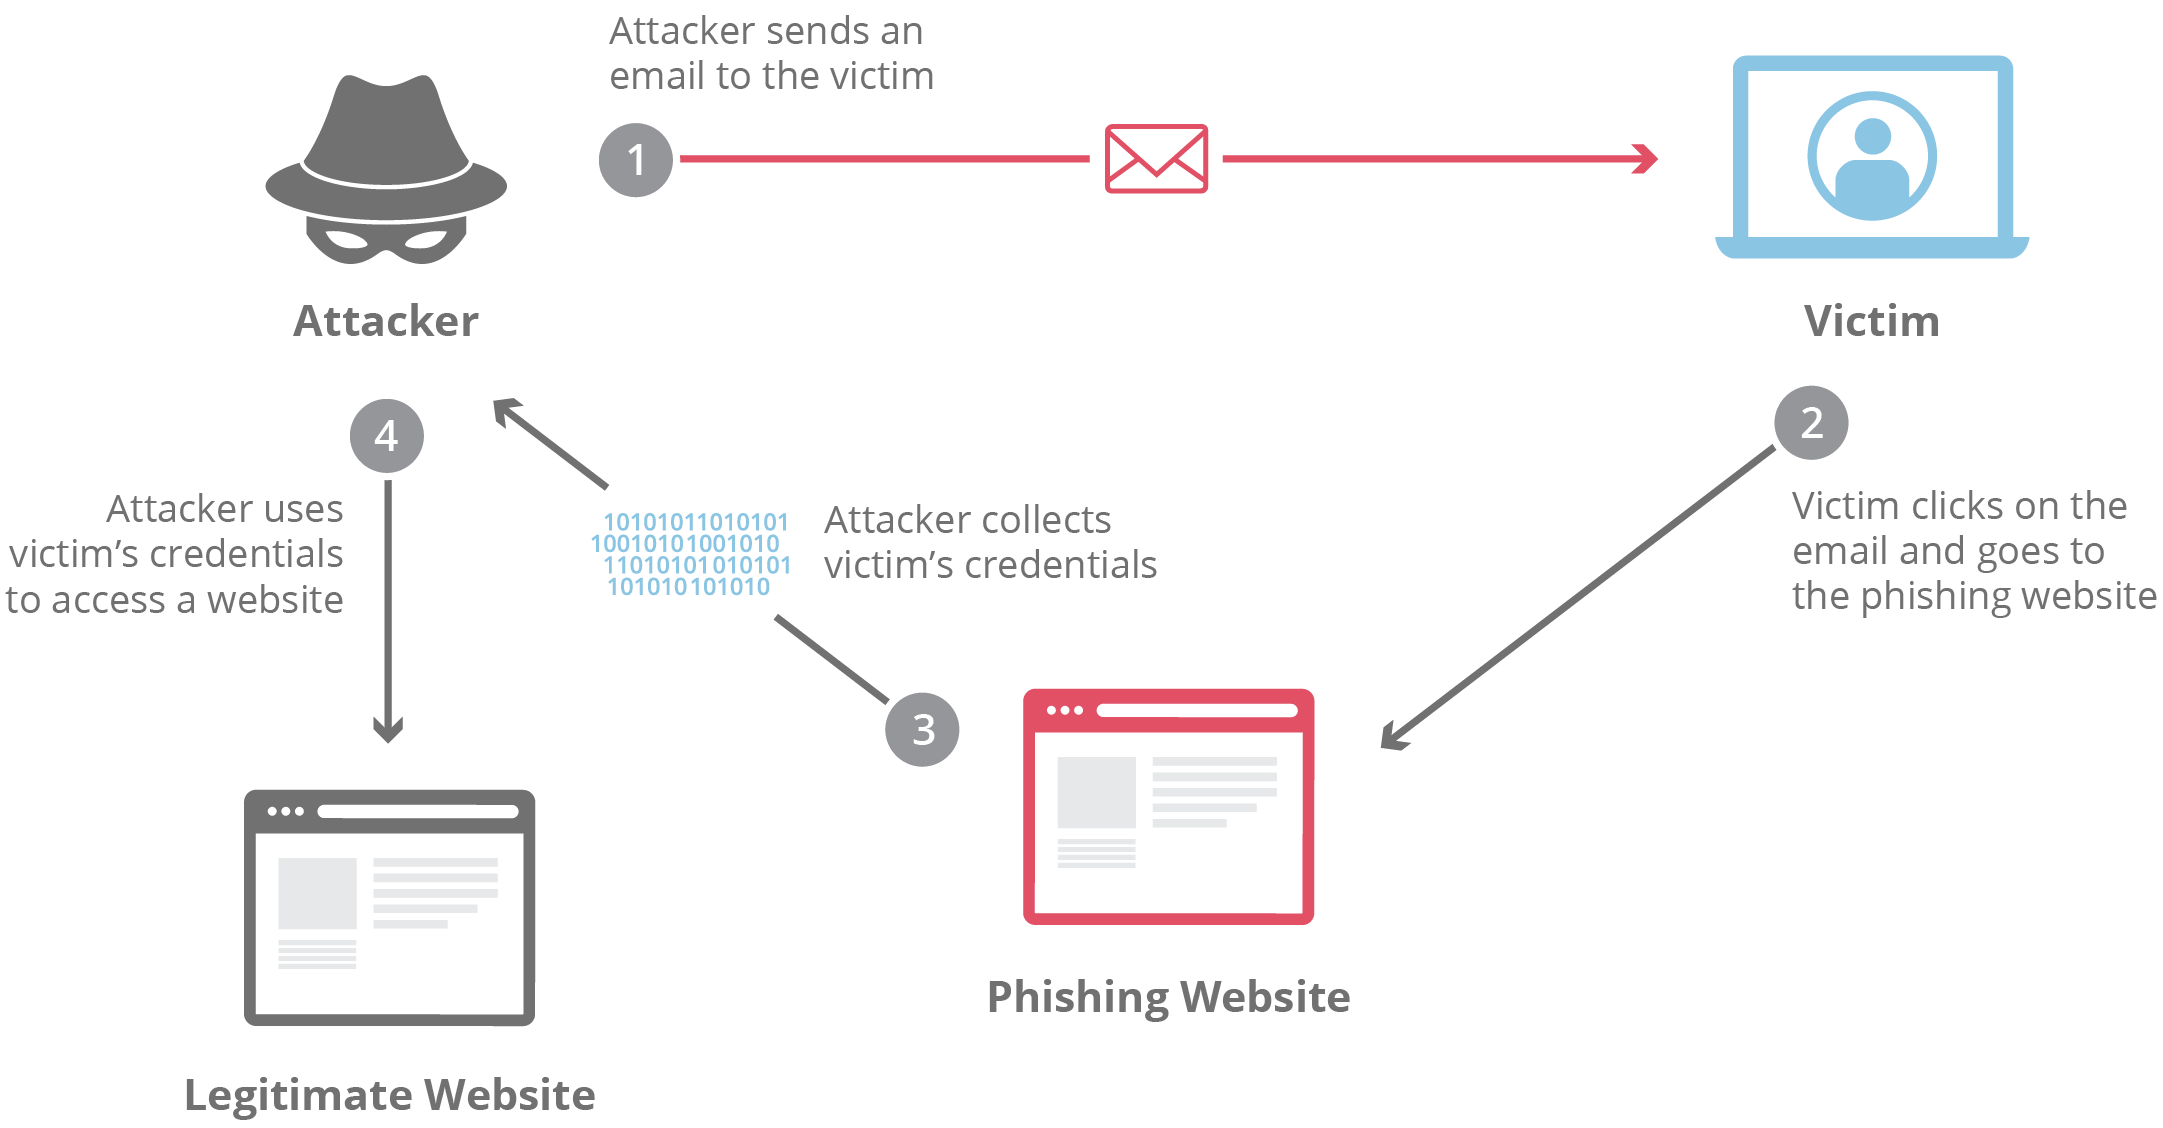 Attacker sends an
email to the victim
1
Attacker
Victim
2
Victim clicks on the
email and goes to
the phishing website
4
Attacker uses
victim’s credentials
to access a website
10101011010101
10010101001010
11010101010101
101010101010
Attacker collects
victim’s credentials
3
Phishing Website
Legitimate Website